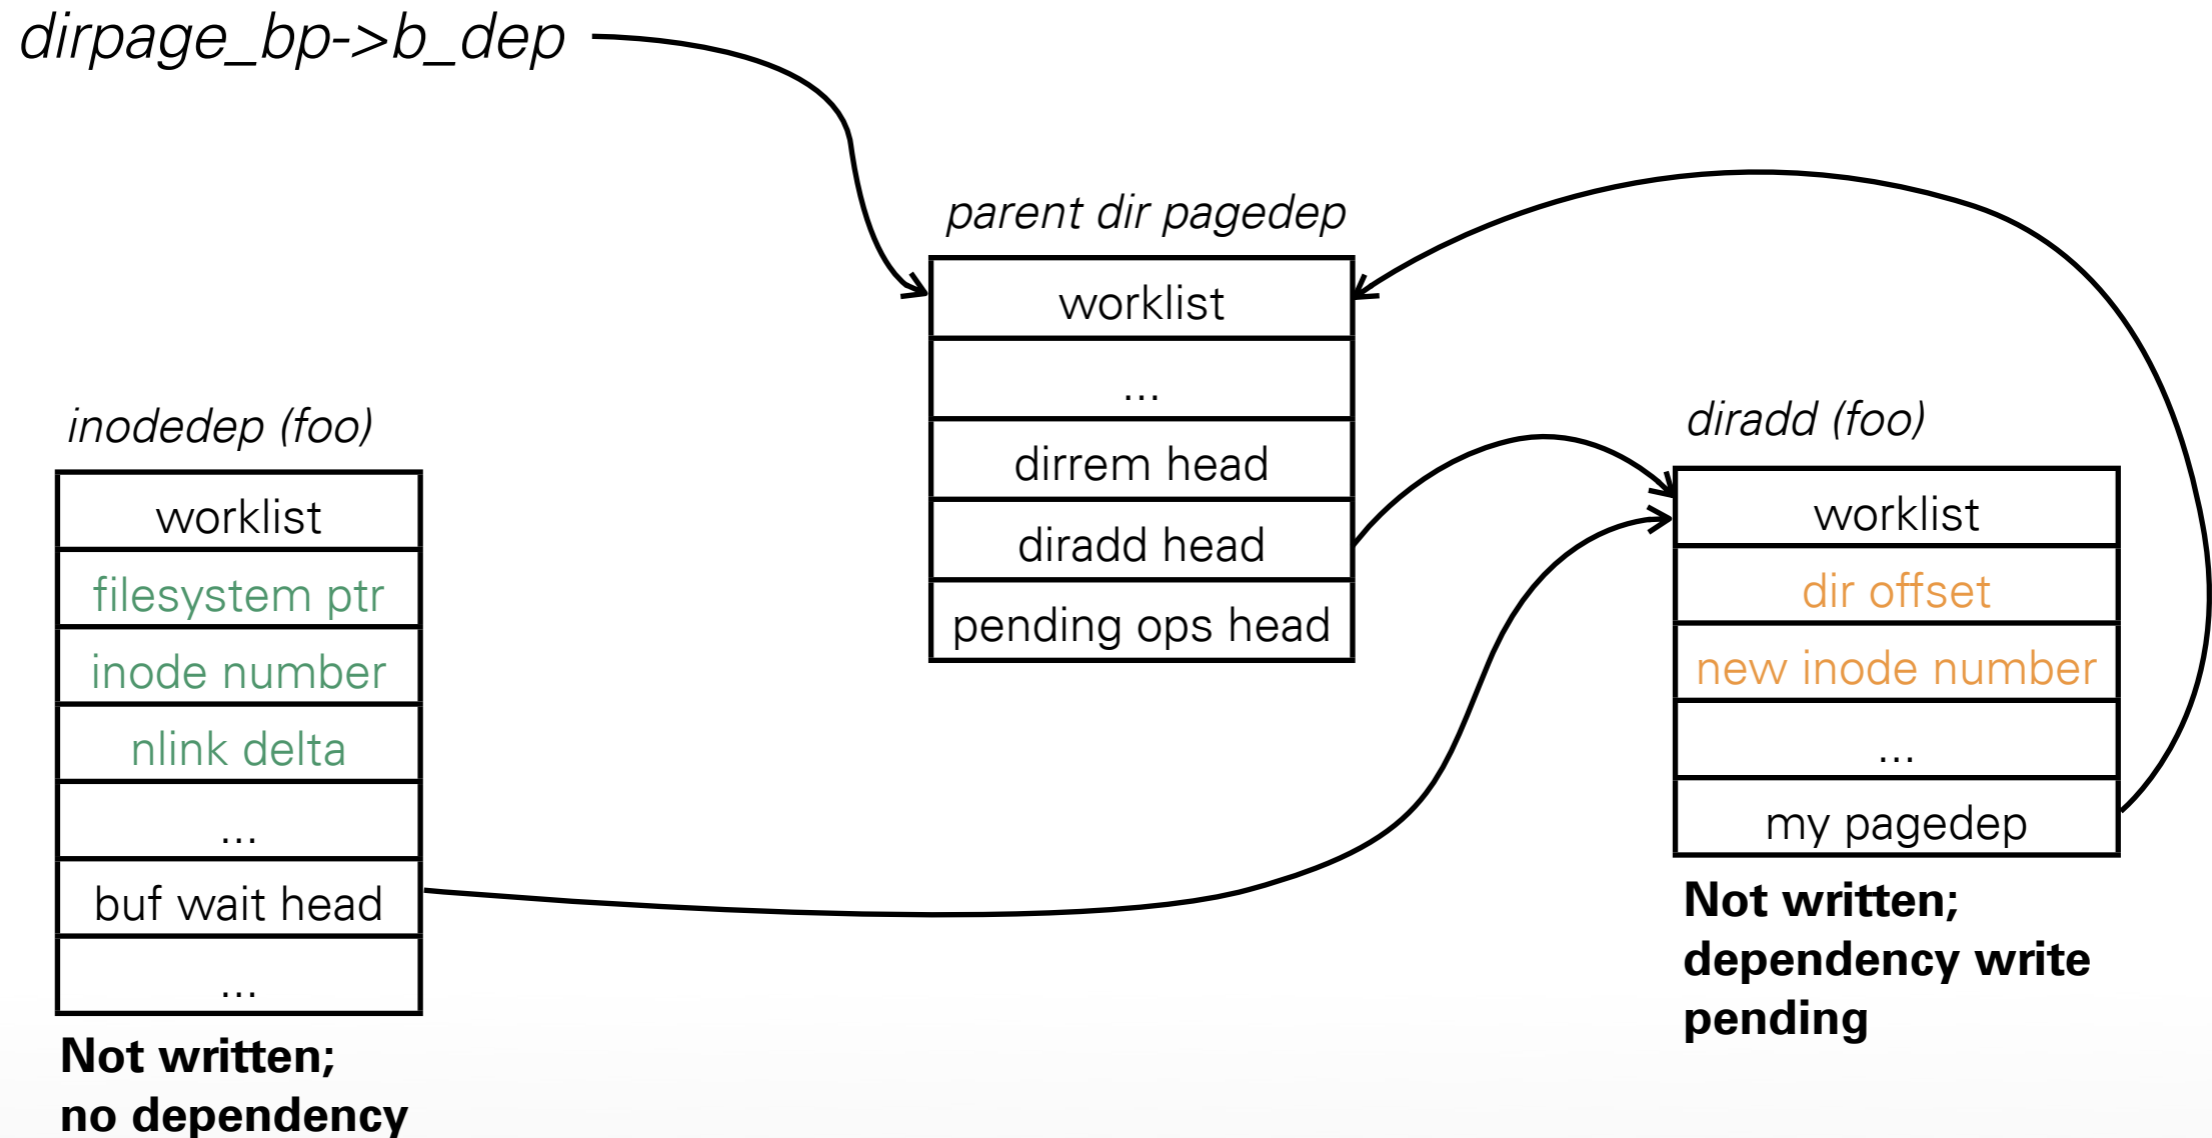 dirpage_bp->b_dep
parent dir pagedep
worklist
...
dirrem head
diradd head
pending ops head
inodedep (foo)
worklist
filesystem ptr
inode number
nlink delta
...
buf wait head
...
Not written;
no dependency
diradd (foo)
worklist
dir offset
new inode number
...
my pagedep
Not written;
dependency write
pending